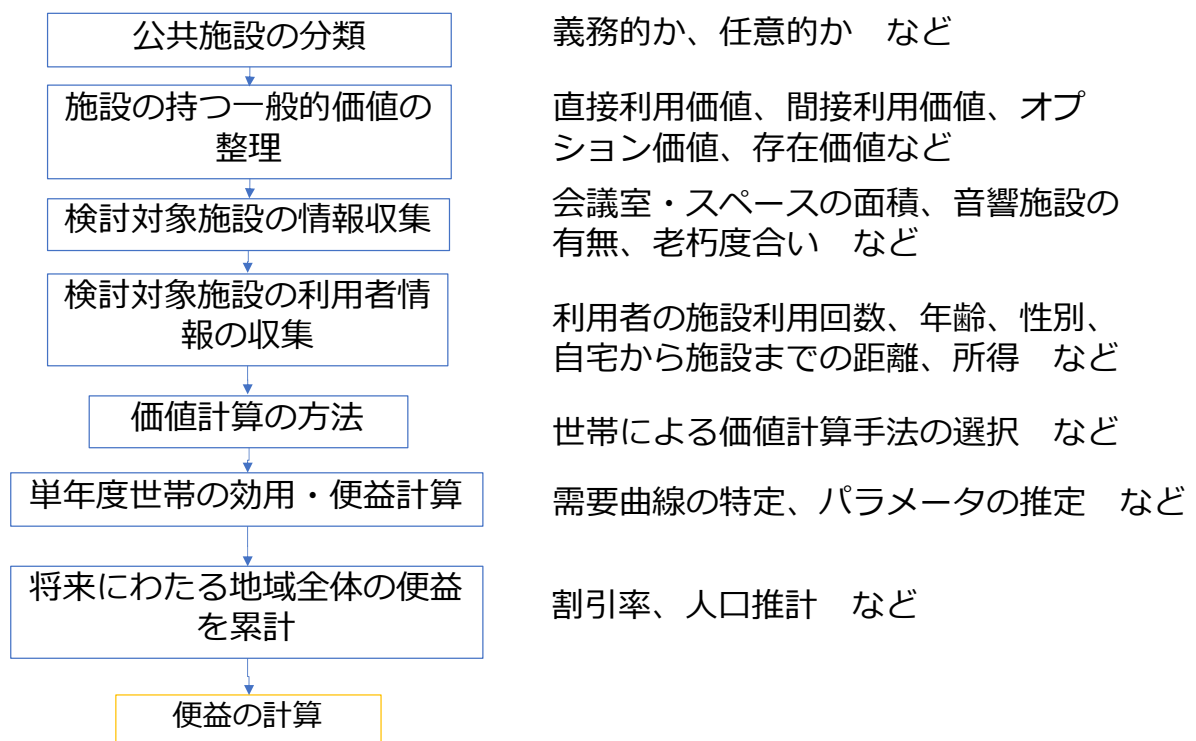 公共施設の分類
義務的か、任意的か　など
施設の持つ一般的価値の
整理
直接利用価値、間接利用価値、オプ
ション価値、存在価値など
検討対象施設の情報収集
会議室・スペースの面積、音響施設の
有無、老朽度合い　など
検討対象施設の利用者情
報の収集
利用者の施設利用回数、年齢、性別、
自宅から施設までの距離、所得　など
価値計算の方法
世帯による価値計算手法の選択　など
単年度世帯の効用・便益計算
需要曲線の特定、パラメータの推定　など
将来にわたる地域全体の便益
を累計
割引率、人口推計　など
便益の計算